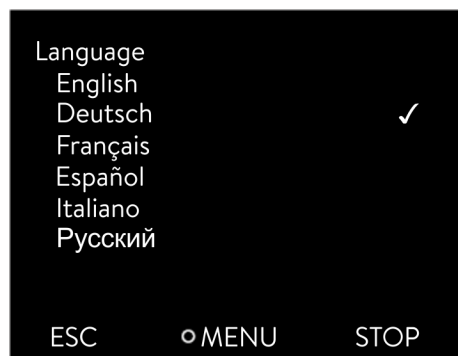 Language
English
Deutsch ✓
Français
Español
Italiano
Русский
ESC MENU STOP